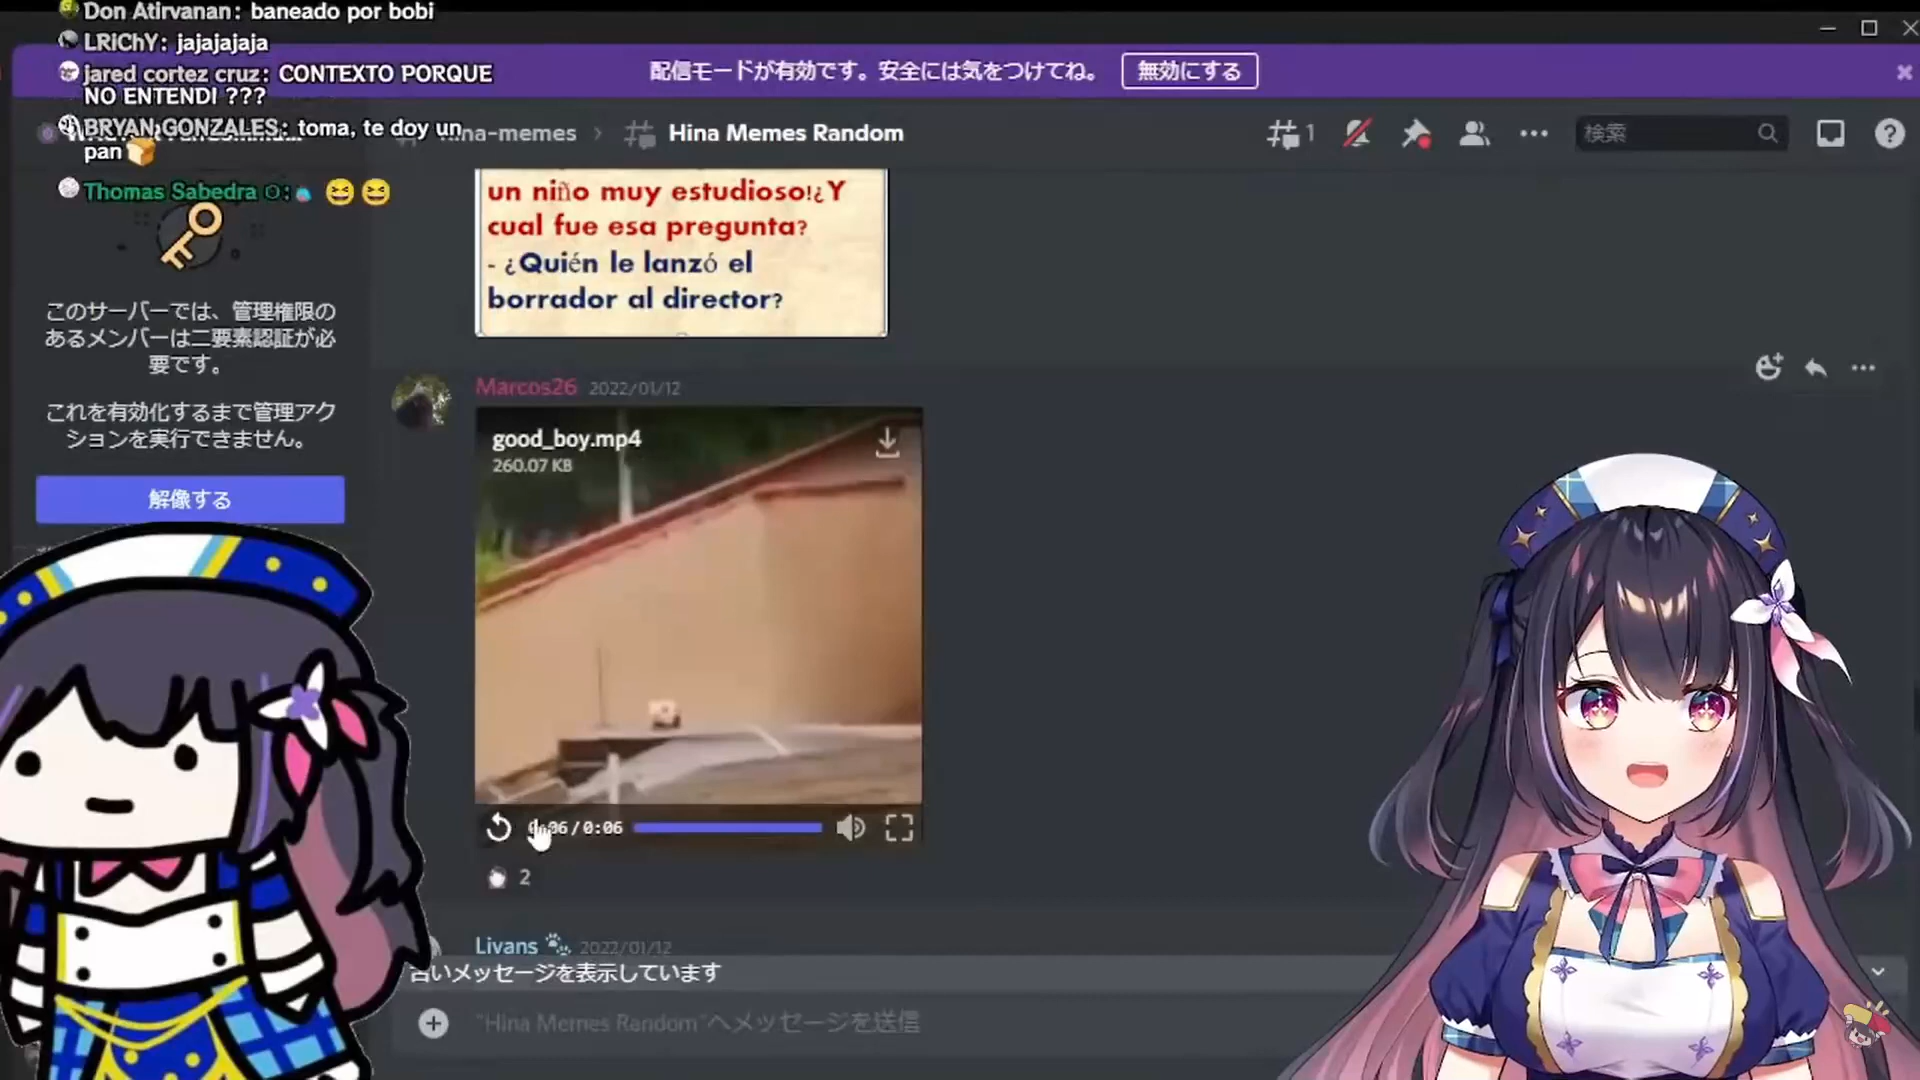 Don Atirvanan: baneado por bobi
LRiChY: jajajajaja
jared cortez cruz: CONTEXTO PORQUE
NO ENTENDI ???
BRYAN GONZALES: toma, te doy un
pan
Thomas Sabedra
配信モードが有効です。安全には気をつけてね。
無効にする
na-memes
Hina Memes Random
1
検索
un niño muy estudioso!¿Y
cual fue esa pregunta?
- ¿Quién le lanzó el
borrador al director?
このサーバーでは、管理権限の
あるメンバーは二要素認証が必
要です。
これを有効化するまで管理アク
ションを実行できません。
解像する
Marcos26 2022/01/12
good_boy.mp4
260.07 KB
0:06/0:06
2
Livans 2022/01/12
古いメッセージを表示しています
"Hina Memes Random"へメッセージを送信